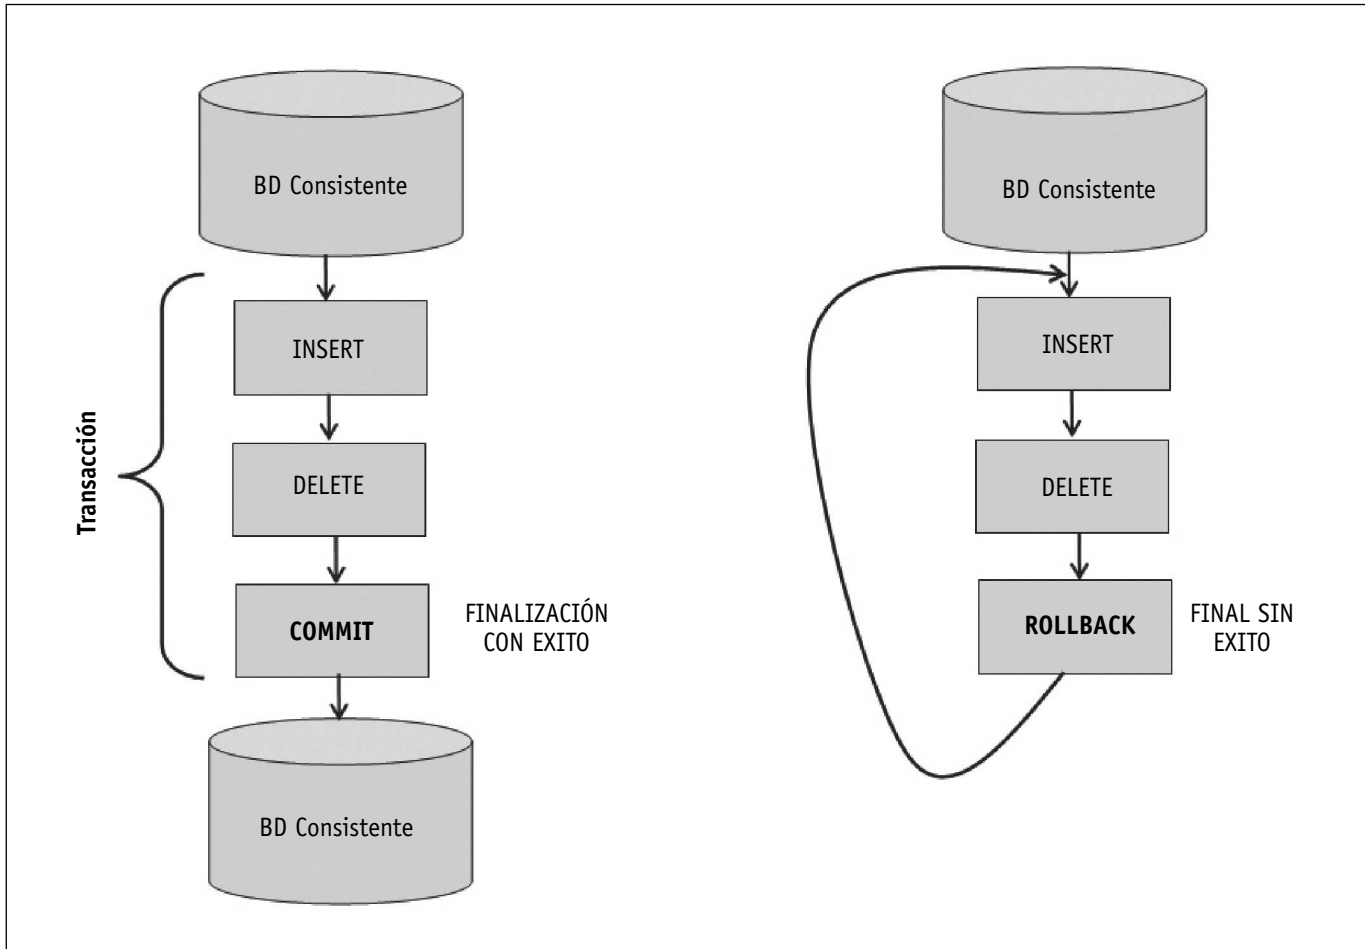 BD Consistente
INSERT
DELETE
COMMIT
FINALIZACIÓN
CON EXITO
BD Consistente
Transacción
BD Consistente
INSERT
DELETE
ROLLBACK
FINAL SIN
EXITO